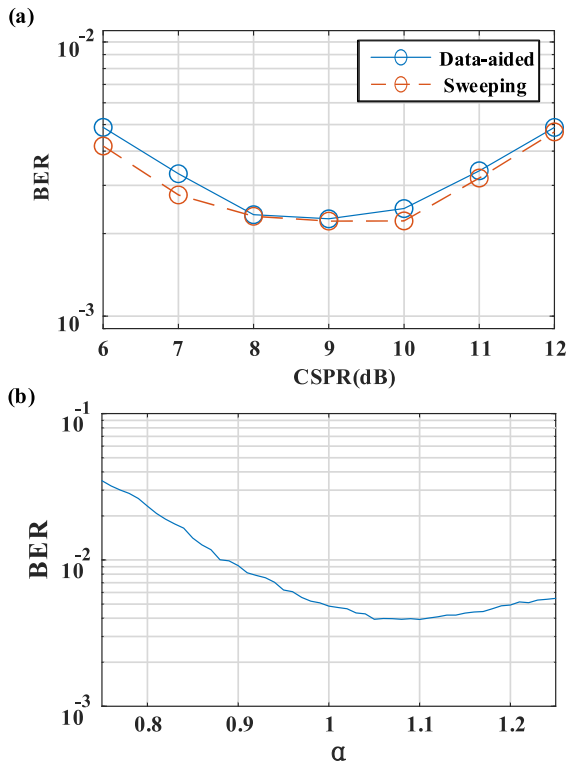 (a)
10-2
Data-aided
Sweeping
BER
10-3
6 7 8 9 10 11 12
CSPR(dB)
(b)
10-1
BER
10-2
10-3
0.8 0.9 1 1.1 1.2
α